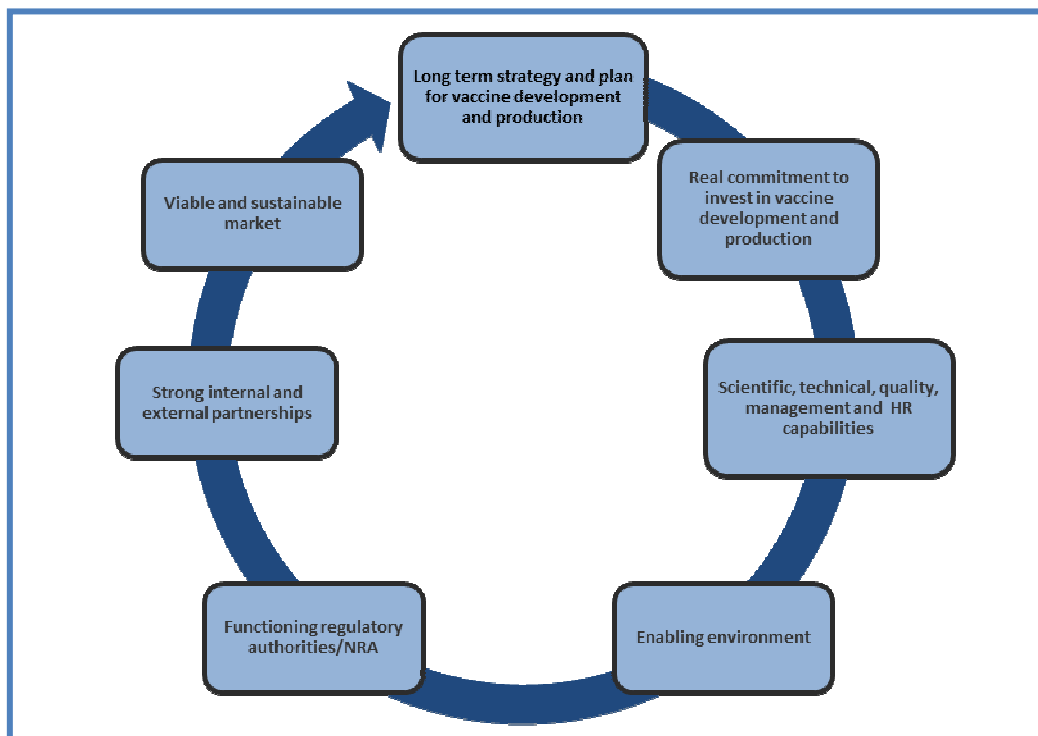 Long term strategy and plan
for vaccine development
and production
Real commitment to
invest in vaccine
development and
production
Scientific, technical, quality,
management and HR
capabilities
Enabling environment
Functioning regulatory
authorities/NRA
Strong internal and
external partnerships
Viable and sustainable
market